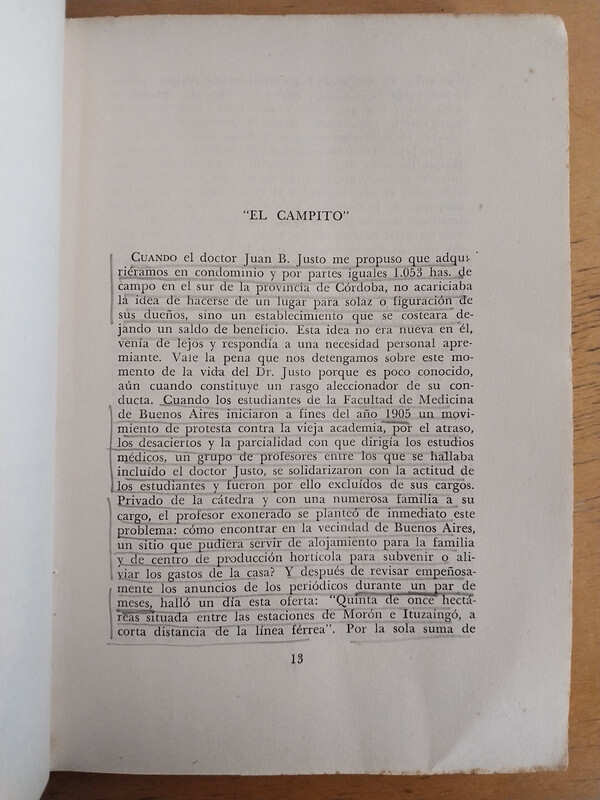 "EL CAMPITO"
CUANDO el doctor Juan B. Justo me propuso que adqui-
riéramos en condominio y por partes iguales 1.053 has. de
campo en el sur de la provincia de Córdoba, no acariciaba
la idea de hacerse de un lugar para solaz o figuración de
sus dueños, sino un establecimiento que se costeara de-
jando un saldo de beneficio. Esta idea no era nueva en él,
venía de lejos y respondía a una necesidad personal apre-
miante. Vale la pena que nos detengamos sobre este mo-
mento de la vida del Dr. Justo porque es poco conocido,
aún cuando constituye un rasgo aleccionador de su con-
ducta. Cuando los estudiantes de la Facultad de Medicina
de Buenos Aires iniciaron a fines del año 1905 un movi-
miento de protesta contra la vieja academia, por el atraso,
los desaciertos y la parcialidad con que dirigía los estudios
médicos, un grupo de profesores entre los que se hallaba
incluído el doctor Justo, se solidarizaron con la actitud de
los estudiantes y fueron por ello excluídos de sus cargos.
Privado de la cátedra y con una numerosa familia a su
cargo, el profesor exonerado se planteó de inmediato este
problema: cómo encontrar en la vecindad de Buenos Aires,
un sitio que pudiera servir de alojamiento para la familia
y de centro de producción hortícola para subvenir o ali-
viar los gastos de la casa? Y después de revisar empeñosa-
mente los anuncios de los periódicos durante un par de
meses, halló un día esta oferta: "Quinta de once hectá-
reas situada entre las estaciones de Morón e Ituzaingó, a
corta distancia de la línea férrea". Por la sola suma de
13